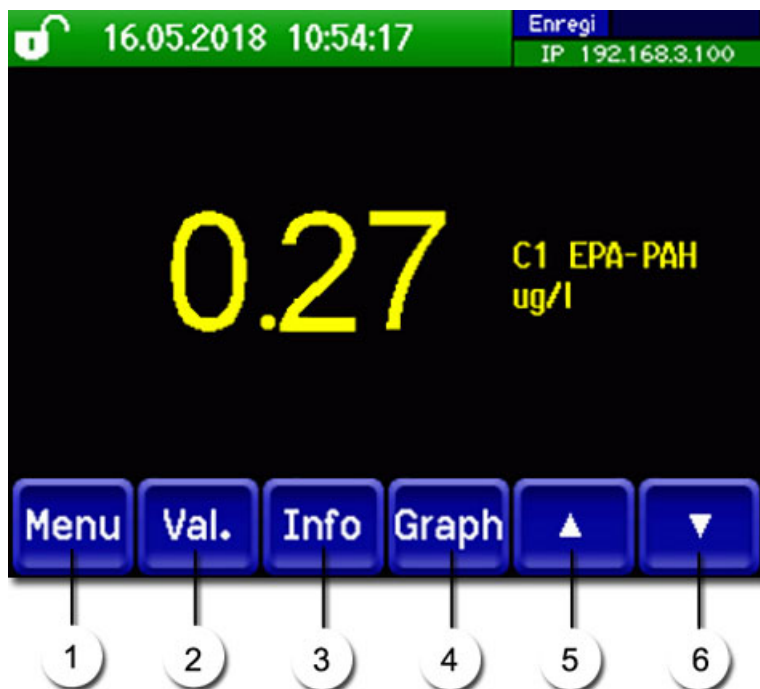 16.05.2018 10:54:17
Enregi
IP 192.168.3.100
0.27
C1 EPA-PAH
ug/l
Menu Val. Info Graph ▲ ▼
1 2 3 4 5 6